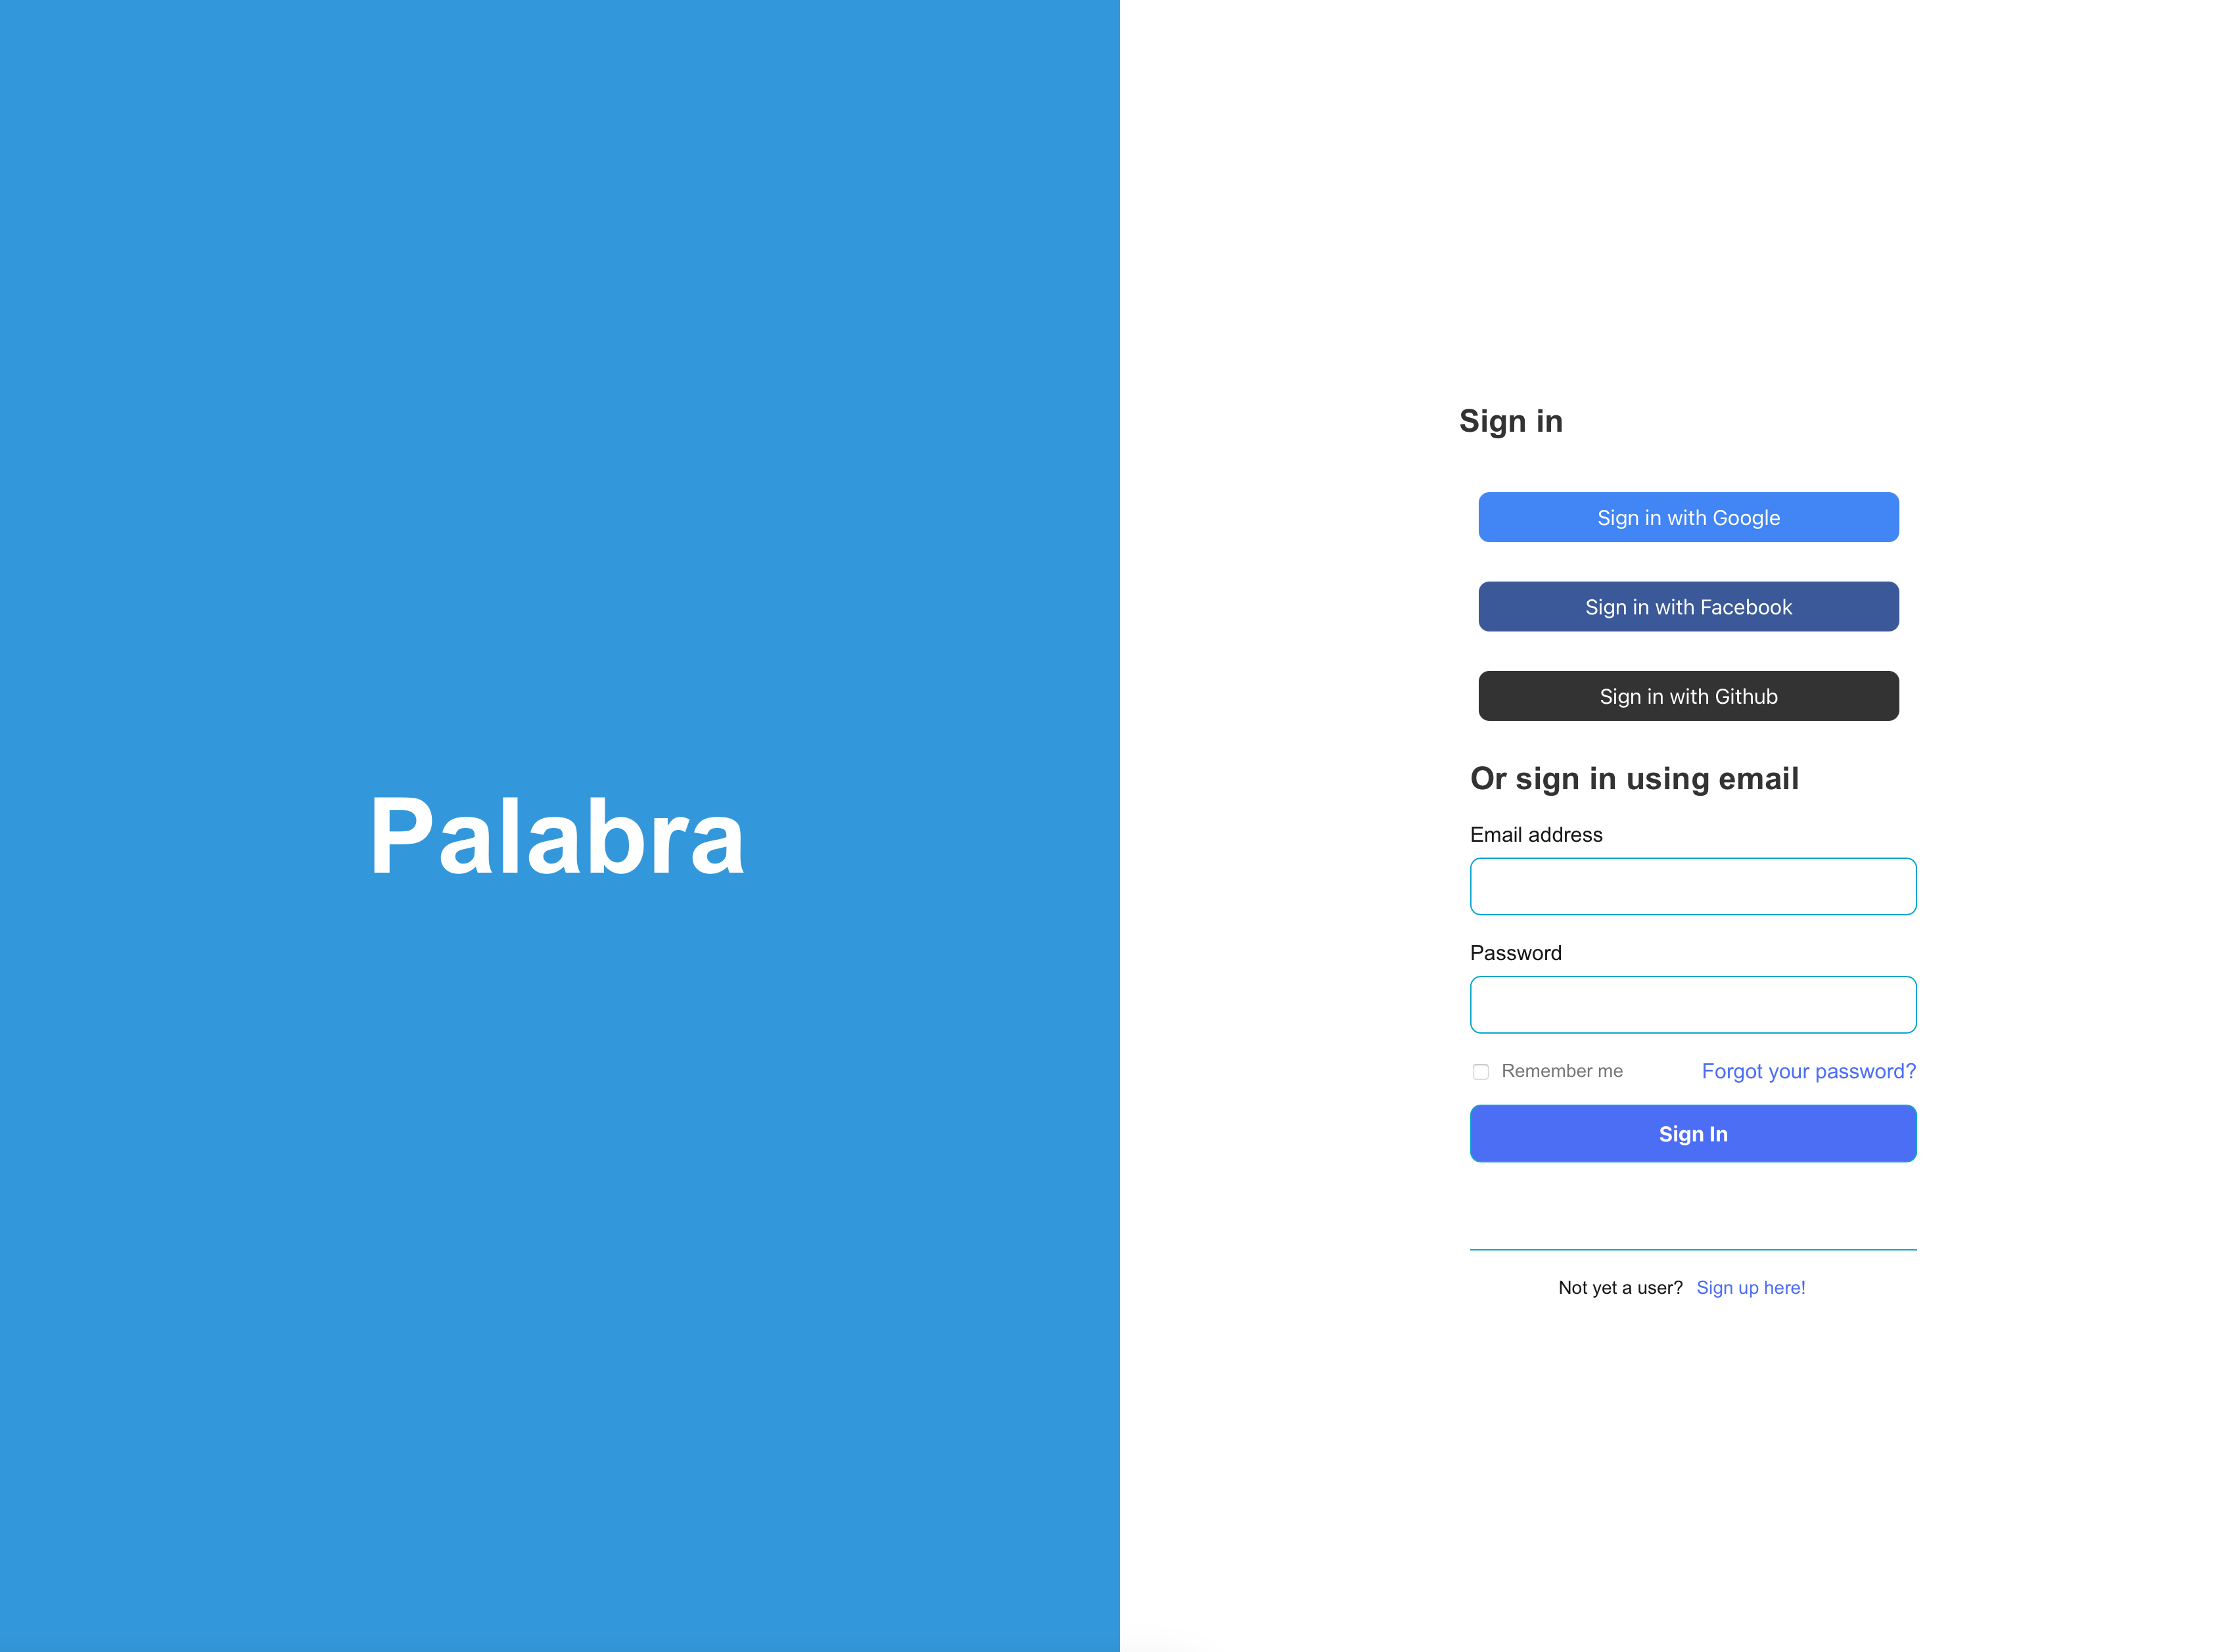 Palabra
Sign in
Sign in with Google
Sign in with Facebook
Sign in with Github
Or sign in using email
Email address
Password
Remember me Forgot your password?
Sign In
Not yet a user? Sign up here!